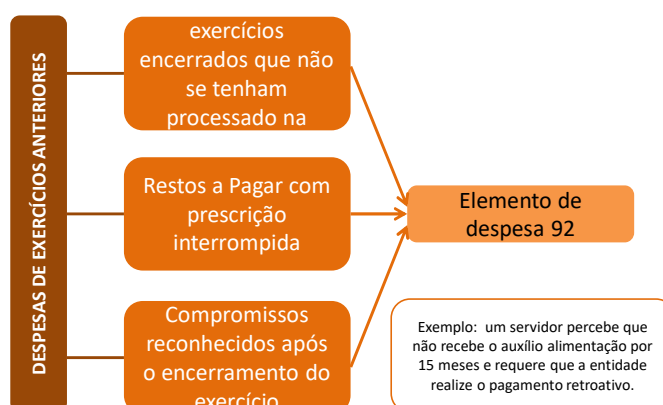 DESPESAS DE EXERCÍCIOS ANTERIORES
exercícios
encerrados que não
se tenham
processado na
Restos a Pagar com
prescrição
interrompida
Compromissos
reconhecidos após
o encerramento do
exercício
Elemento de
despesa 92
Exemplo: um servidor percebe que
não recebe o auxílio alimentação por
15 meses e requere que a entidade
realize o pagamento retroativo.